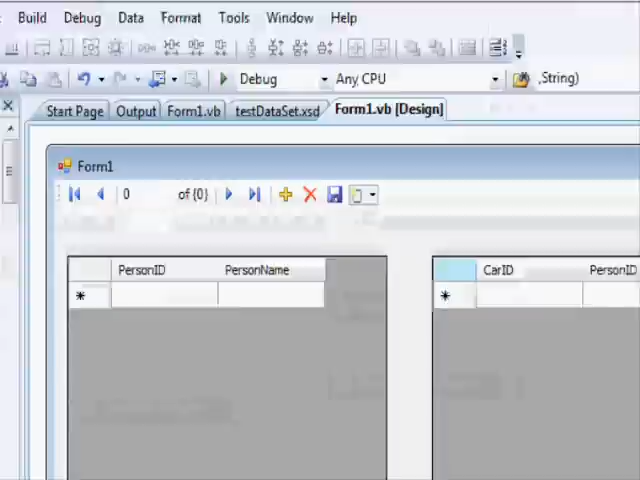 Build Debug Data Format Tools Window Help
Debug Any CPU .String)
Start Page Output Form1.vb testDataSet.xsd Form1.vb [Design]
Form1
0 of {0}
PersonID PersonName CarID PersonID